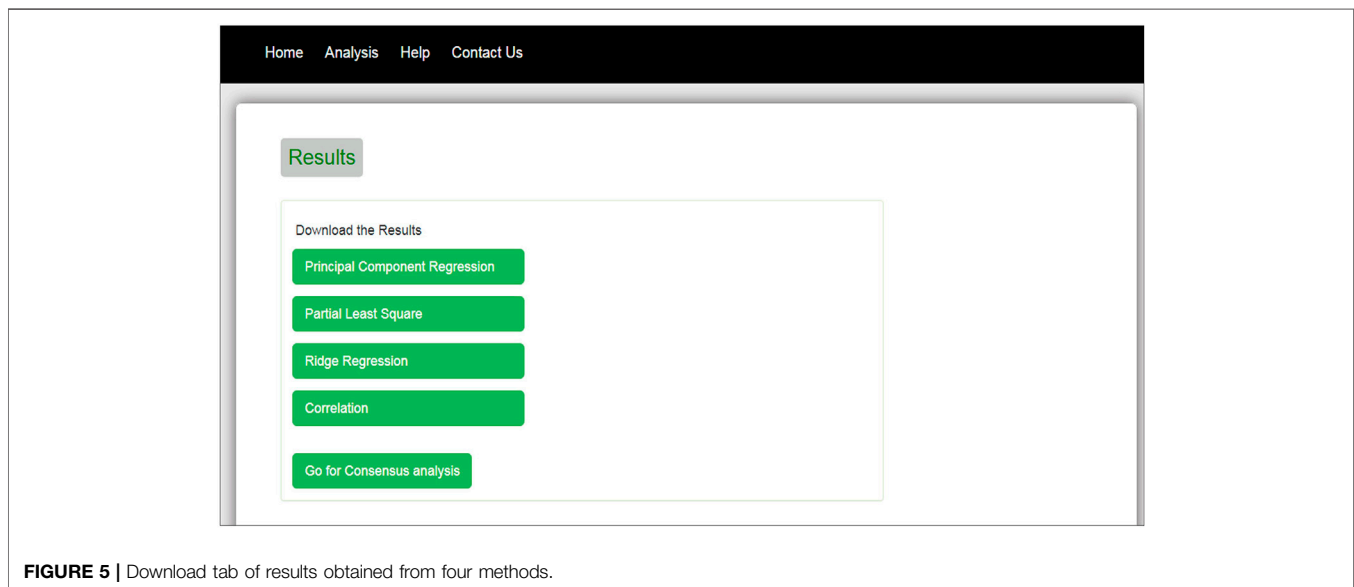 Home Analysis Help Contact Us
Results
Download the Results
Principal Component Regression
Partial Least Square
Ridge Regression
Correlation
Go for Consensus analysis
FIGURE 5 | Download tab of results obtained from four methods.